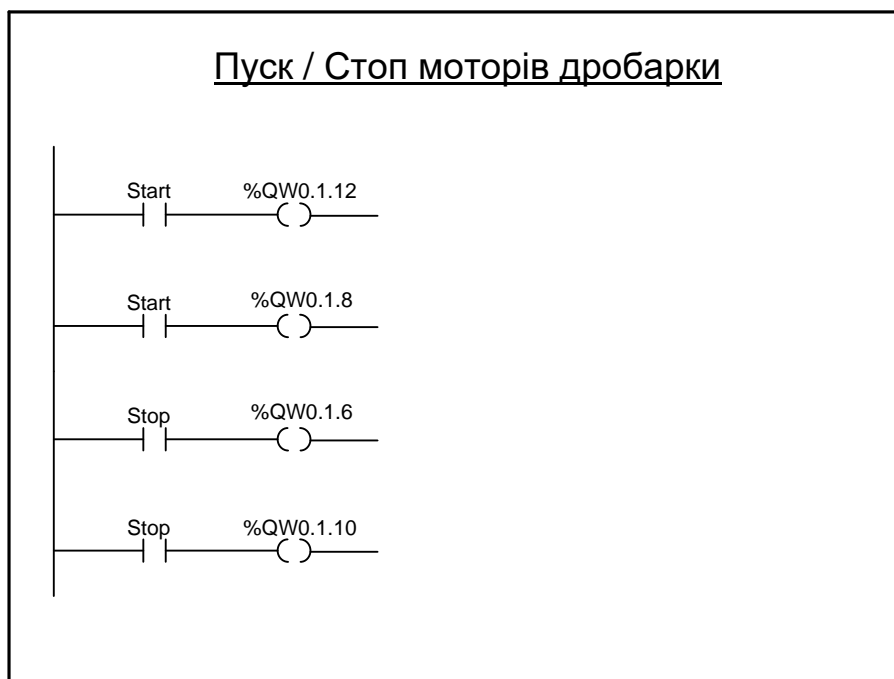 Пуск / Стоп моторів дробарки
Start %QW0.1.12
Start %QW0.1.8
Stop %QW0.1.6
Stop %QW0.1.10